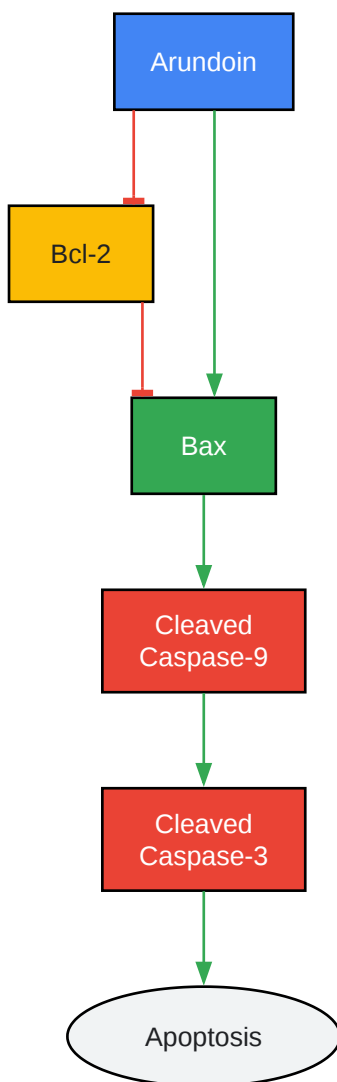 Arundoin
Bcl-2
Bax
Cleaved
Caspase-9
Cleaved
Caspase-3
Apoptosis